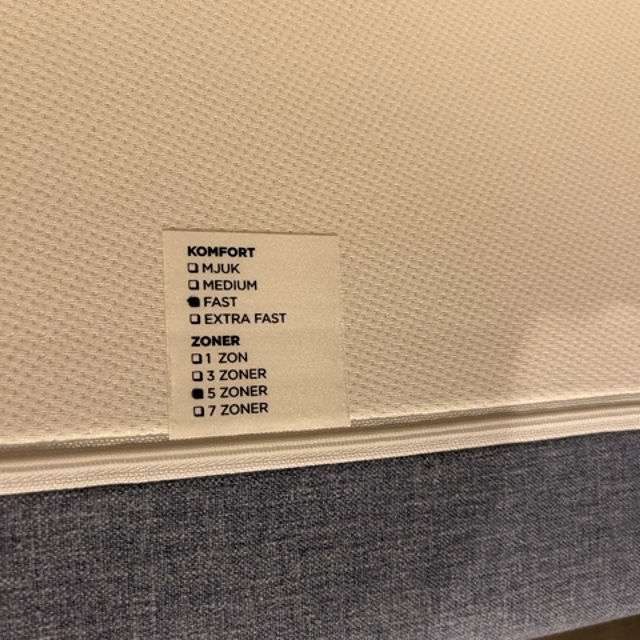 KOMFORT
MJUK
MEDIUM
FAST
EXTRA FAST
ZONER
1 ZON
3 ZONER
5 ZONER
7 ZONER